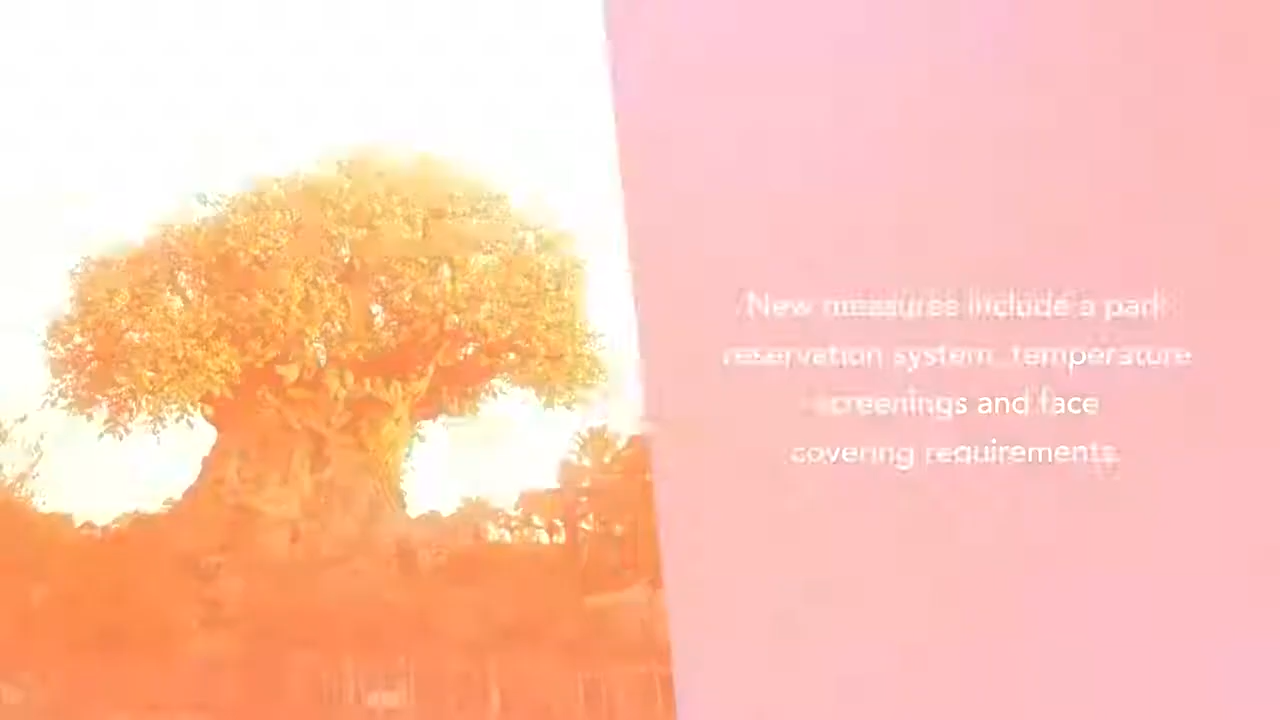 New measures include a park
reservation system, temperature
screenings and face
covering requirements